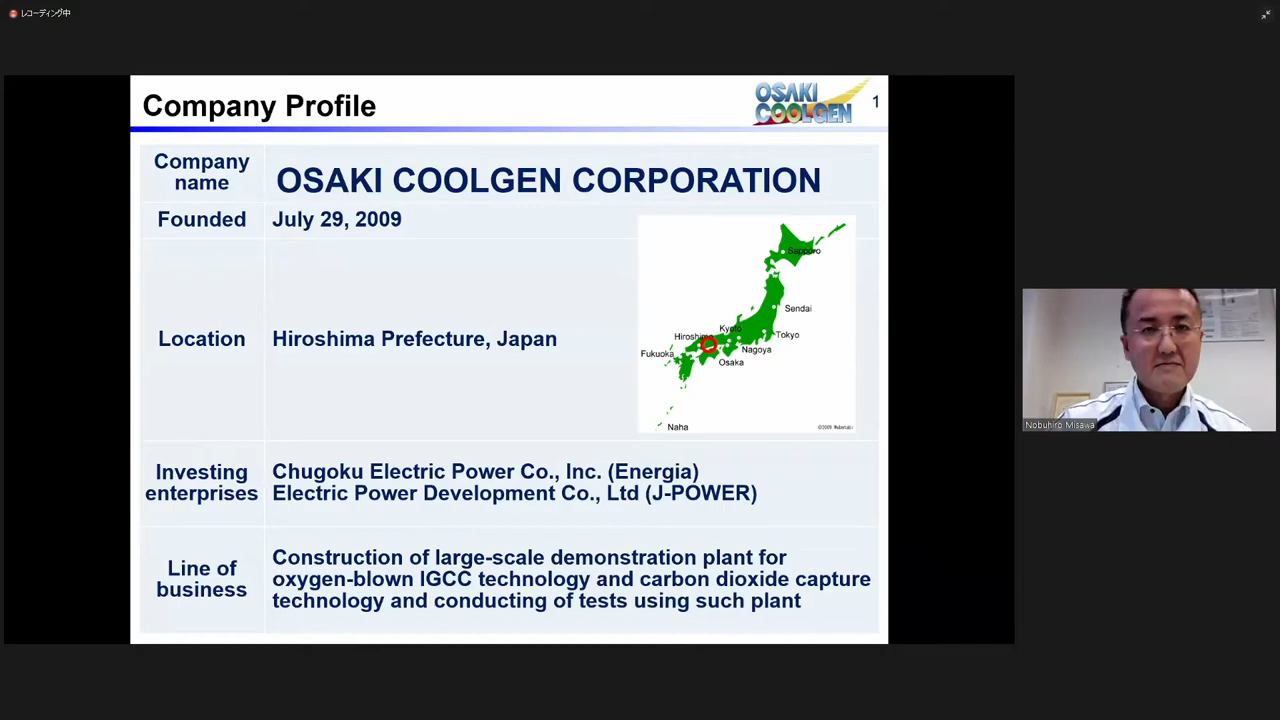 レコーディング中
Company Profile
OSAKI
COOLGEN
1
Company
name
OSAKI COOLGEN CORPORATION
Founded
July 29, 2009
Location
Hiroshima Prefecture, Japan
Sapporo
Sendai
Kyoto
Tokyo
Hiroshima
Nagoya
Fukuoka
Osaka
Naha
Investing
enterprises
Chugoku Electric Power Co., Inc. (Energia)
Electric Power Development Co., Ltd (J-POWER)
Line of
business
Construction of large-scale demonstration plant for
oxygen-blown IGCC technology and carbon dioxide capture
technology and conducting of tests using such plant
Nobuhiro Misawa